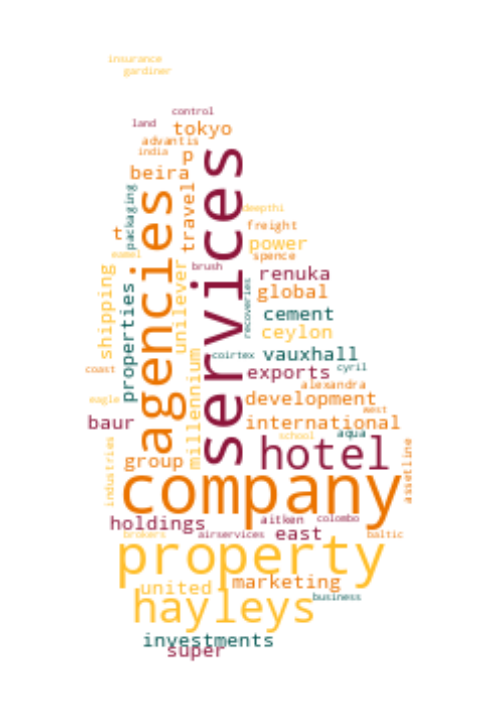 insurance
gardiner
control
land
tokyo
advantis
india
p
beira
services
packaging
travel
agencies
deepthi
freight
t
power
eamel
spence
unilever
brush
shipping
renuka
recoveries
properties
global
cement
ceylon
millennium
coirtex
vauxhall
coast
exports
cyril
alexandra
eagle
development
west
baur
international
school
aqua
industries
hotel
group
assetline
company
holdings
aitken
colombo
brokers
airservices
east
baltic
property
united
marketing
hayleys
business
investments
super